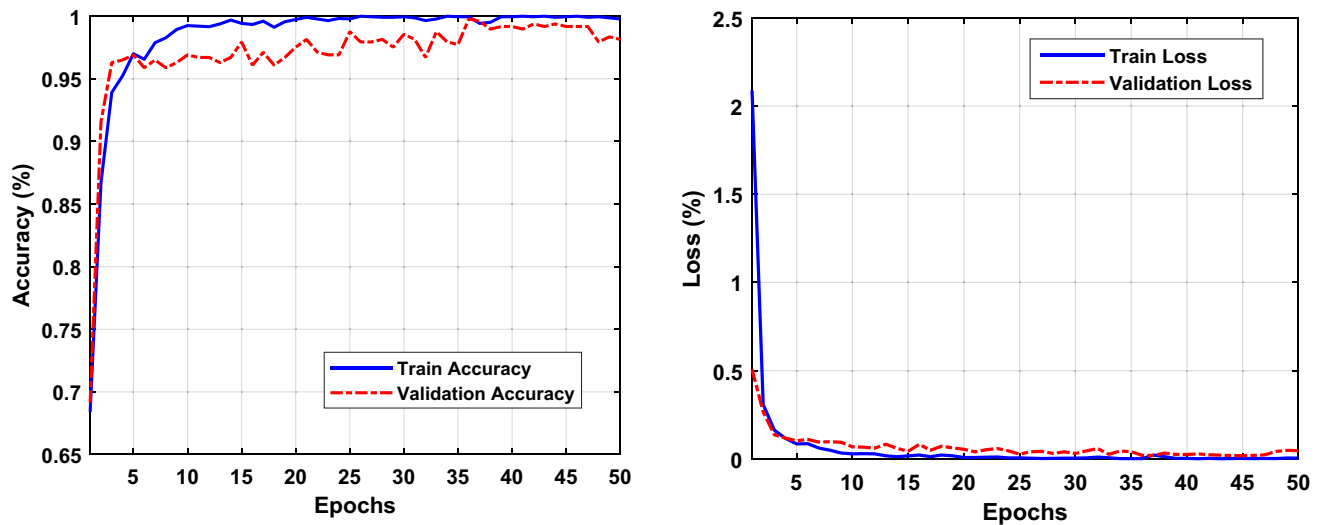 1
0.95
0.9
0.85
0.8
0.75
0.7
0.65
Accuracy (%)
Train Accuracy
Validation Accuracy
5 10 15 20 25 30 35 40 45 50
Epochs
2.5
2
1.5
1
0.5
0
Loss (%)
Train Loss
Validation Loss
5 10 15 20 25 30 35 40 45 50
Epochs